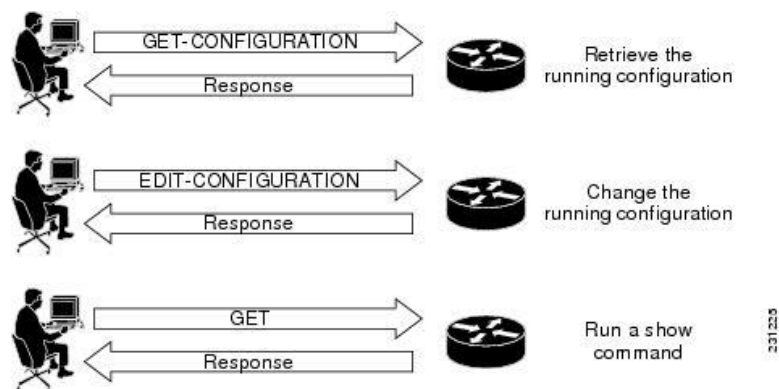 GET-CONFIGURATION
Response
Retrieve the
running configuration
EDIT-CONFIGURATION
Response
Change the
running configuration
GET
Response
Run a show
command
231225